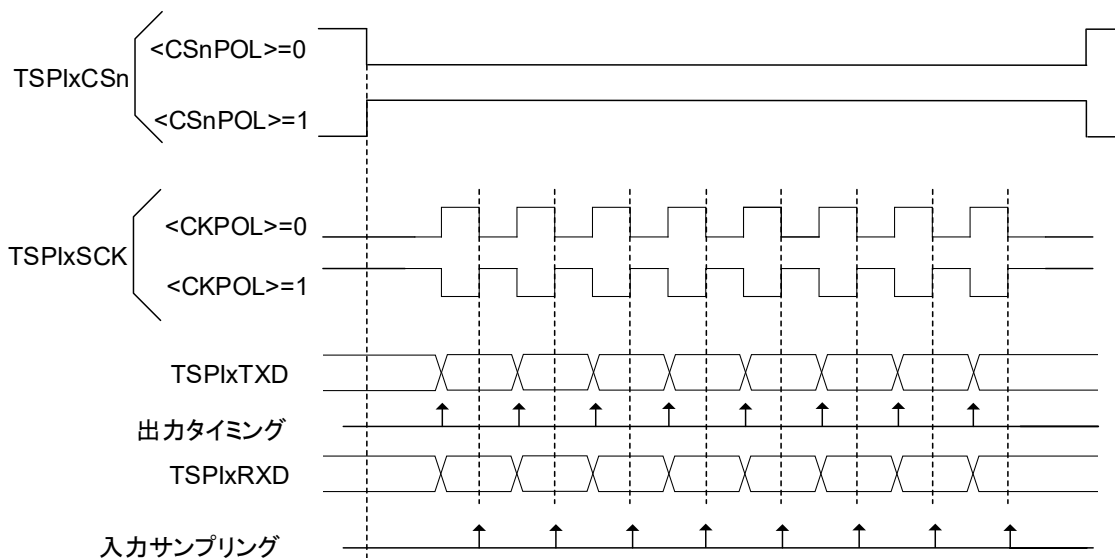 <CSnPOL>=0
TSPIxCSn
<CSnPOL>=1
<CKPOL>=0
TSPIxSCK
<CKPOL>=1
TSPIxTXD
出力タイミング
TSPIxRXD
入力サンプリング